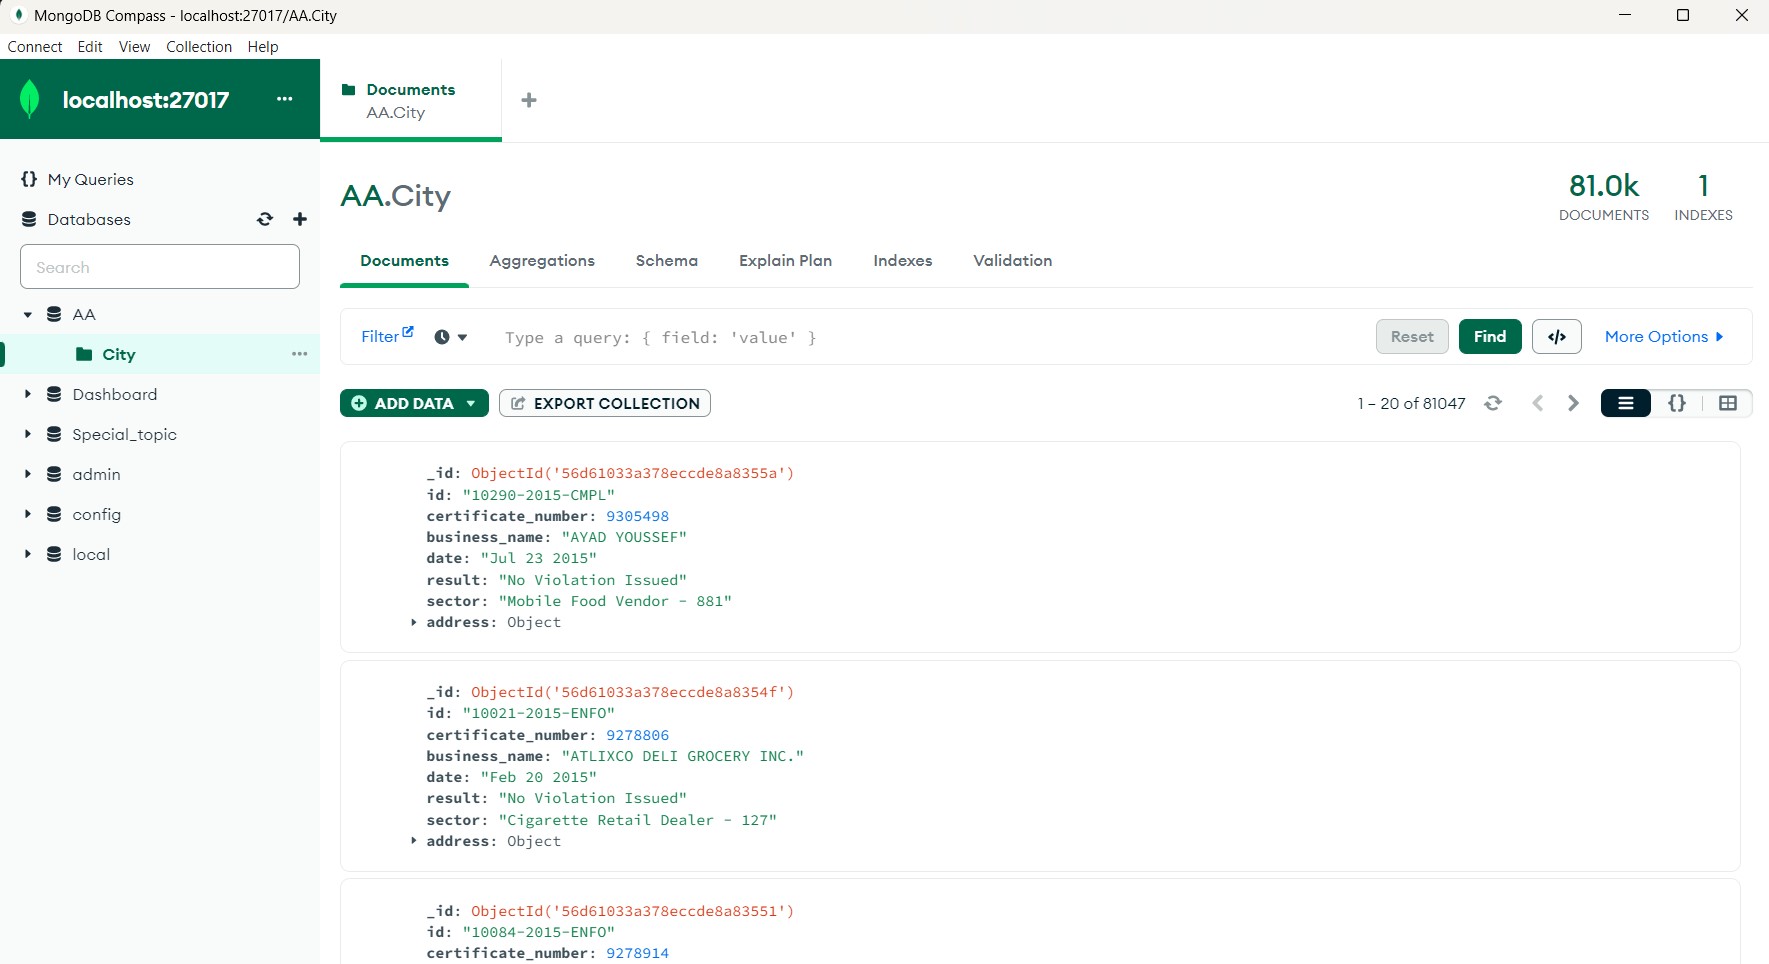 MongoDB Compass - localhost:27017/AA.City
Connect Edit View Collection Help
localhost:27017 ...
Documents
AA.City
My Queries
Databases
Search
AA
City
Dashboard
Special_topic
admin
config
local
AA.City
81.0k
DOCUMENTS
1
INDEXES
Documents Aggregations Schema Explain Plan Indexes Validation
Filter Type a query: { field: 'value' } Reset Find </> More Options
ADD DATA EXPORT COLLECTION 1 – 20 of 81047 {}
_id: ObjectId('56d61033a378eccde8a8355a')
id: "10290-2015-CMPL"
certificate_number: 9305498
business_name: "AYAD YOUSSEF"
date: "Jul 23 2015"
result: "No Violation Issued"
sector: "Mobile Food Vendor - 881"
address: Object
_id: ObjectId('56d61033a378eccde8a8354f')
id: "10021-2015-ENFO"
certificate_number: 9278806
business_name: "ATLIXCO DELI GROCERY INC."
date: "Feb 20 2015"
result: "No Violation Issued"
sector: "Cigarette Retail Dealer - 127"
address: Object
_id: ObjectId('56d61033a378eccde8a83551')
id: "10084-2015-ENFO"
certificate_number: 9278914